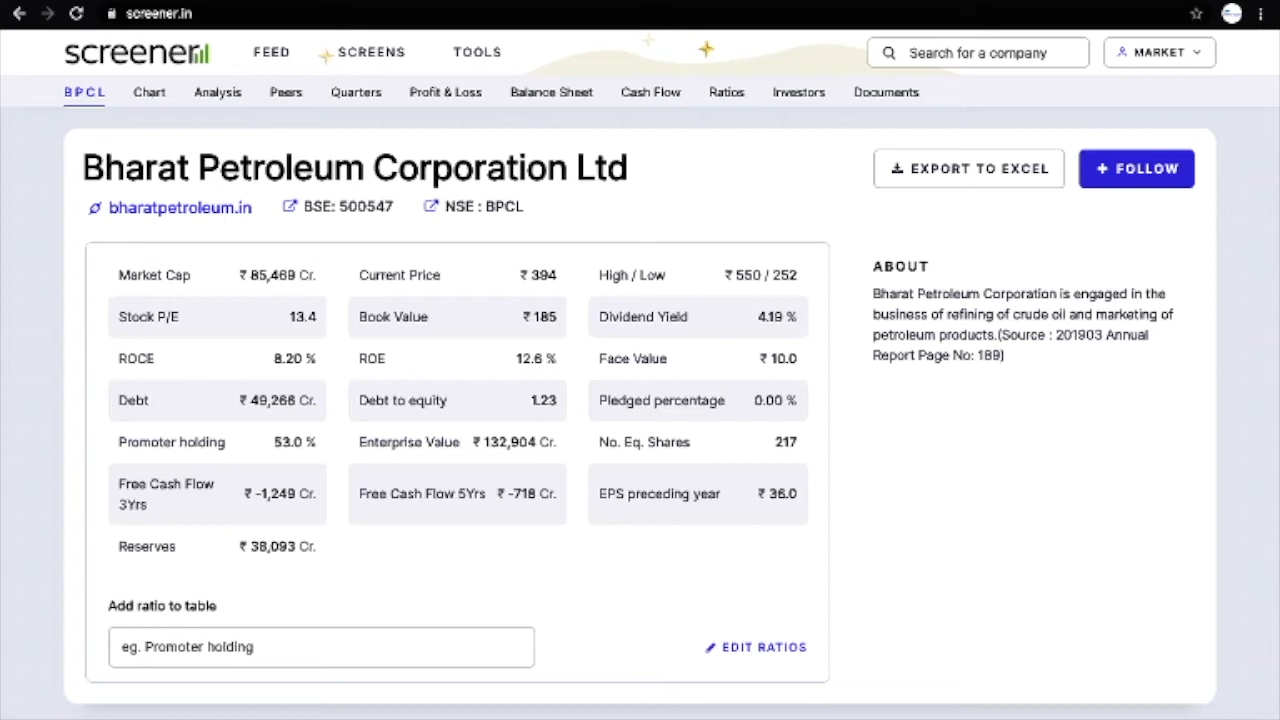 screener.in
screener
FEED
SCREENS
TOOLS
Search for a company
MARKET
BPCL
Chart
Analysis
Peers
Quarters
Profit & Loss
Balance Sheet
Cash Flow
Ratios
Investors
Documents
Bharat Petroleum Corporation Ltd
EXPORT TO EXCEL
+ FOLLOW
bharatpetroleum.in
BSE: 500547
NSE : BPCL
Market Cap ₹ 85,469 Cr.
Current Price ₹ 394
High / Low ₹ 550 / 252
Stock P/E 13.4
Book Value ₹ 185
Dividend Yield 4.19 %
ROCE 8.20 %
ROE 12.6 %
Face Value ₹ 10.0
Debt ₹ 49,266 Cr.
Debt to equity 1.23
Pledged percentage 0.00 %
Promoter holding 53.0 %
Enterprise Value ₹ 132,904 Cr.
No. Eq. Shares 217
Free Cash Flow
3Yrs ₹ -1,249 Cr.
Free Cash Flow 5Yrs ₹ -718 Cr.
EPS preceding year ₹ 36.0
Reserves ₹ 38,093 Cr.
Add ratio to table
eg. Promoter holding
EDIT RATIOS
ABOUT
Bharat Petroleum Corporation is engaged in the
business of refining of crude oil and marketing of
petroleum products.(Source : 201903 Annual
Report Page No: 189)